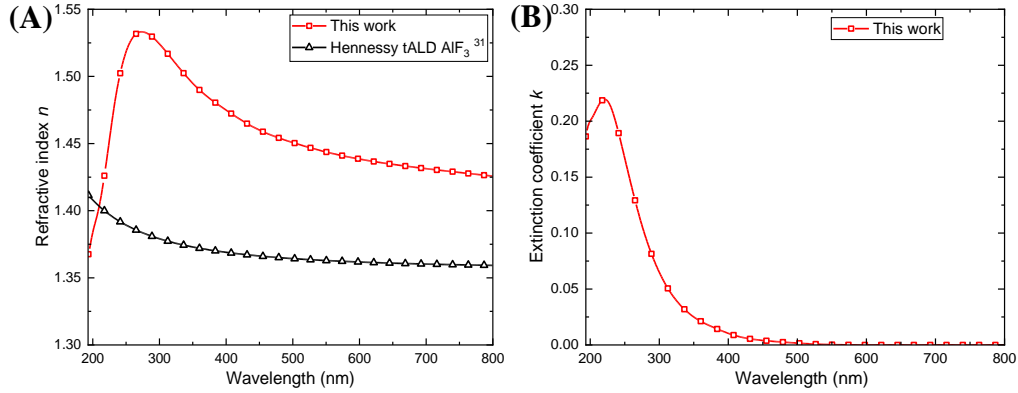 (A)
This work
Hennessy tALD AlF3 31
Refractive index n
1.55
1.50
1.45
1.40
1.35
1.30
200 300 400 500 600 700 800
Wavelength (nm)
(B)
This work
Extinction coefficient k
0.30
0.25
0.20
0.15
0.10
0.05
0.00
200 300 400 500 600 700 800
Wavelength (nm)